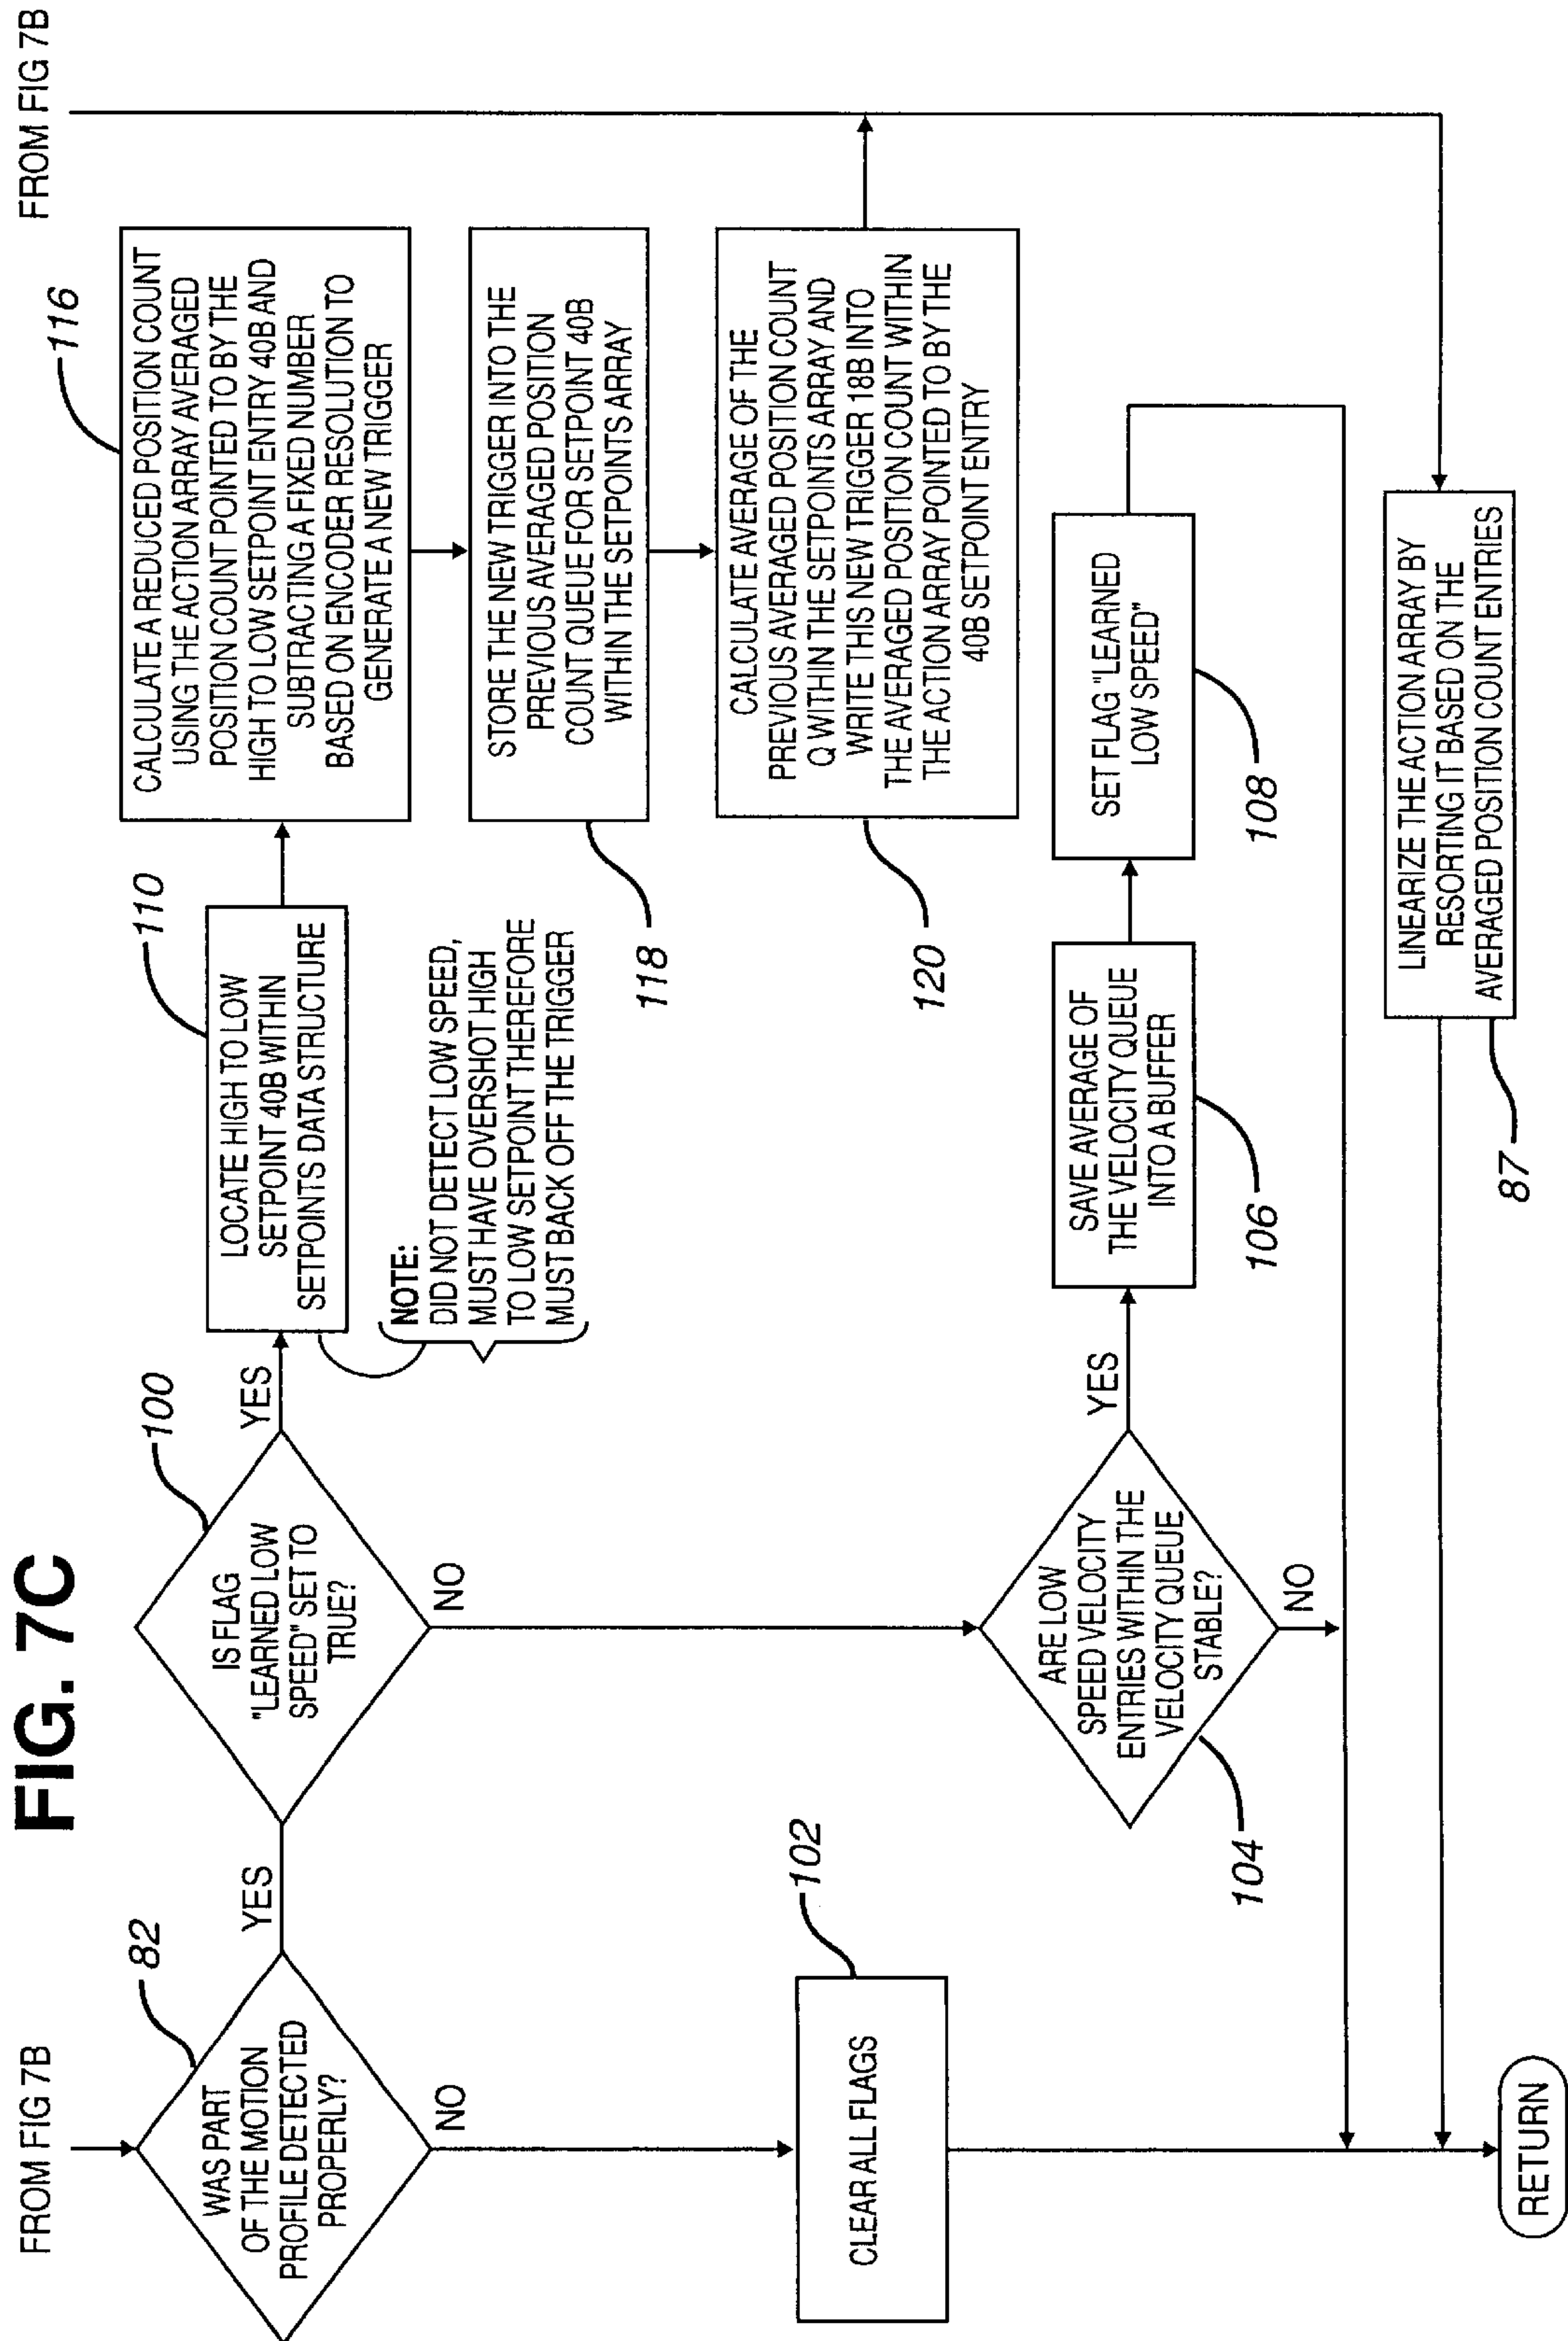 FIG. 7C
FROM FIG 7B
82
WAS PART
OF THE MOTION
PROFILE DETECTED
PROPERLY?
YES
NO
102
CLEAR ALL FLAGS
RETURN
100
IS FLAG
"LEARNED LOW
SPEED" SET TO
TRUE?
YES
NO
110
LOCATE HIGH TO LOW
SETPOINT 40B WITHIN
SETPOINTS DATA STRUCTURE
NOTE:
DID NOT DETECT LOW SPEED,
MUST HAVE OVERSHOT HIGH
TO LOW SETPOINT THEREFORE
MUST BACK OFF THE TRIGGER
116
CALCULATE A REDUCED POSITION COUNT
USING THE ACTION ARRAY AVERAGED
POSITION COUNT POINTED TO BY THE
HIGH TO LOW SETPOINT ENTRY 40B AND
SUBTRACTING A FIXED NUMBER
BASED ON ENCODER RESOLUTION TO
GENERATE A NEW TRIGGER
118
STORE THE NEW TRIGGER INTO THE
PREVIOUS AVERAGED POSITION
COUNT QUEUE FOR SETPOINT 40B
WITHIN THE SETPOINTS ARRAY
120
CALCULATE AVERAGE OF THE
PREVIOUS AVERAGED POSITION COUNT
Q WITHIN THE SETPOINTS ARRAY AND
WRITE THIS NEW TRIGGER 18B INTO
THE AVERAGED POSITION COUNT WITHIN
THE ACTION ARRAY POINTED TO BY THE
40B SETPOINT ENTRY
FROM FIG 7B
104
ARE LOW
SPEED VELOCITY
ENTRIES WITHIN THE
VELOCITY QUEUE
STABLE?
YES
NO
106
SAVE AVERAGE OF
THE VELOCITY QUEUE
INTO A BUFFER
108
SET FLAG "LEARNED
LOW SPEED"
87
LINEARIZE THE ACTION ARRAY BY
RESORTING IT BASED ON THE
AVERAGED POSITION COUNT ENTRIES